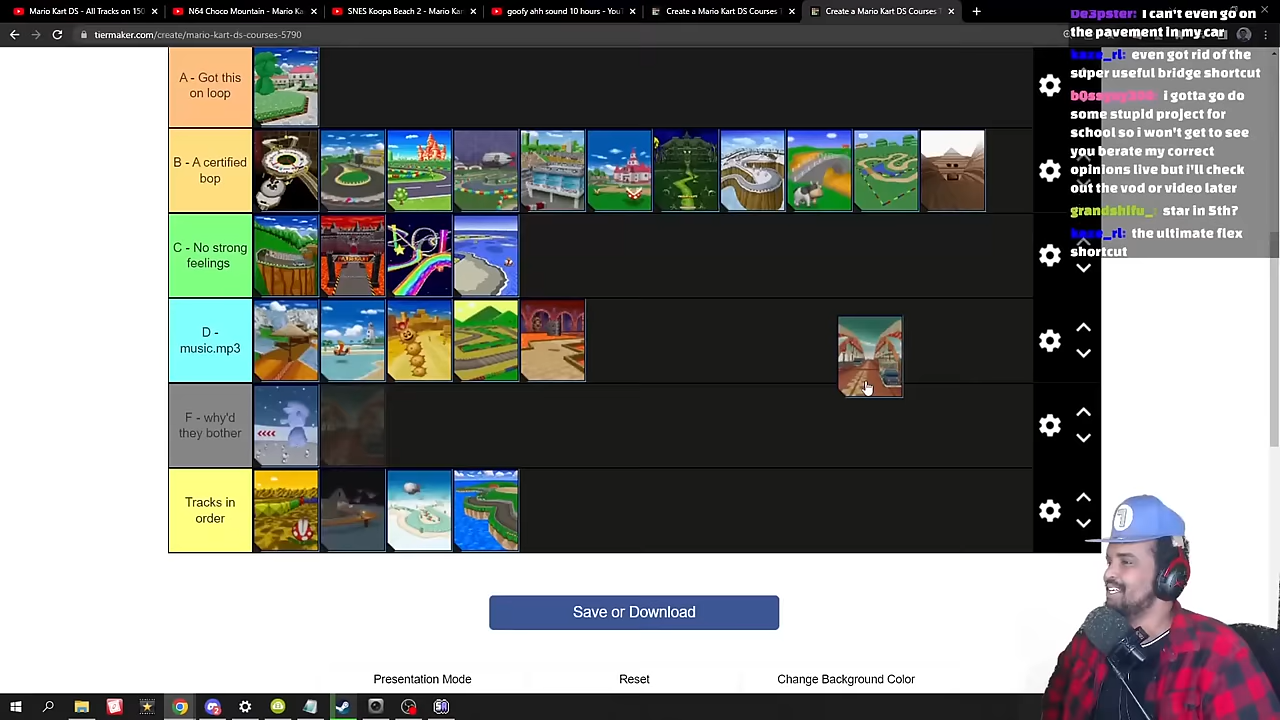 Mario Kart DS - All Tracks on 150
N64 Choco Mountain - Mario Ka
SNES Koopa Beach 2 - Mario Kar
goofy ahh sound 10 hours - You
Create a Mario Kart DS Courses
Create a Mario Kart DS Courses T
tiermaker.com/create/mario-kart-ds-courses-5790
De3pster: I can't even go on
the pavement in my car
even got rid of the
super useful bridge shortcut
i gotta go do
some stupid project for
school so i won't get to see
you berate my correct
opinions live but i'll check
out the vod or video later
grandshifu_: star in 5th?
the ultimate flex
shortcut
A - Got this
on loop
B - A certified
bop
C - No strong
feelings
D -
music.mp3
F - why'd
they bother
Tracks in
order
Save or Download
Presentation Mode
Reset
Change Background Color